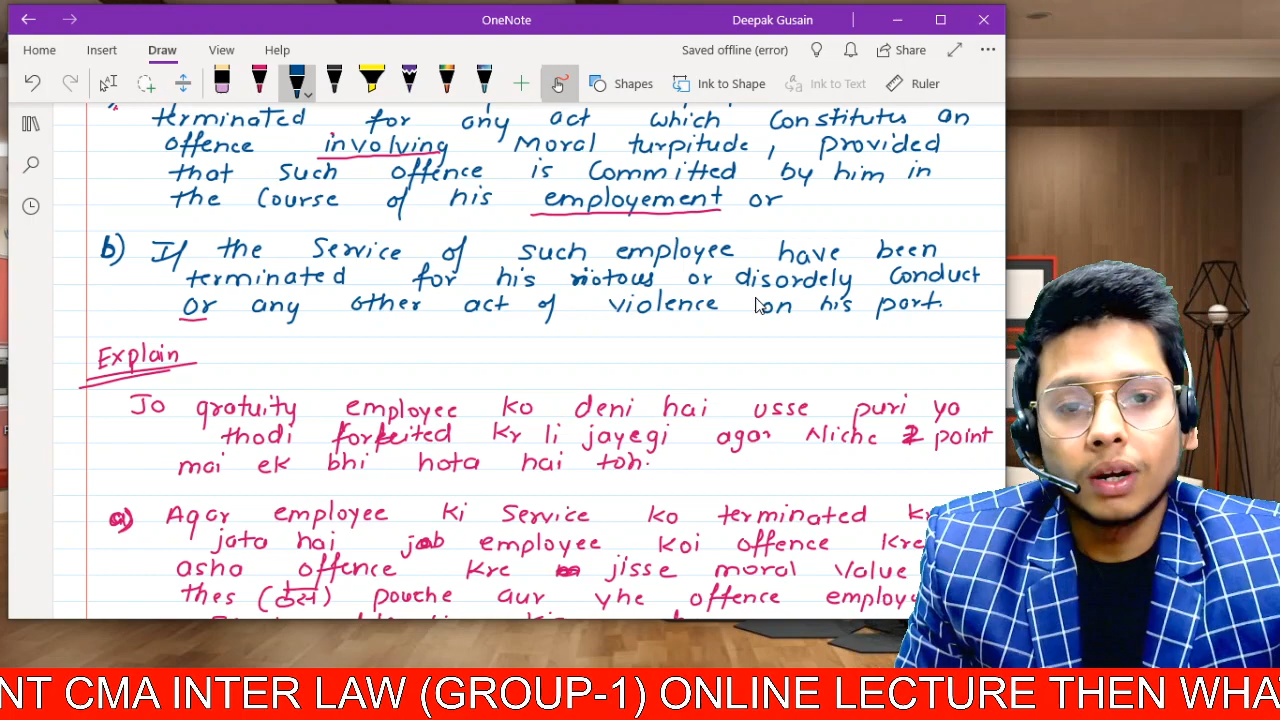 OneNote
Deepak Gusain
Home Insert Draw View Help
Saved offline (error) Share
Shapes Ink to Shape Ink to Text Ruler
terminated for any act which Constitutes an
offence involving Moral turpitude, provided
that such offence is Committed by him in
the Course of his employement or
b) If the Service of such employee have been
terminated for his riotous or disordely Conduct
or any other act of violence on his part.
Explain
Jo gratuity employee ko deni hai usse puri ya
thodi forfeited kr li jayegi agar Niche 2 point
mai ek bhi hota hai toh.
a) Agar employee ki Service ko terminated kr
jata hai jab employee koi offence kre
asha offence kre jisse moral value
thes (ठेस) pouche aur yhe offence employe
NT CMA INTER LAW (GROUP-1) ONLINE LECTURE THEN WHA